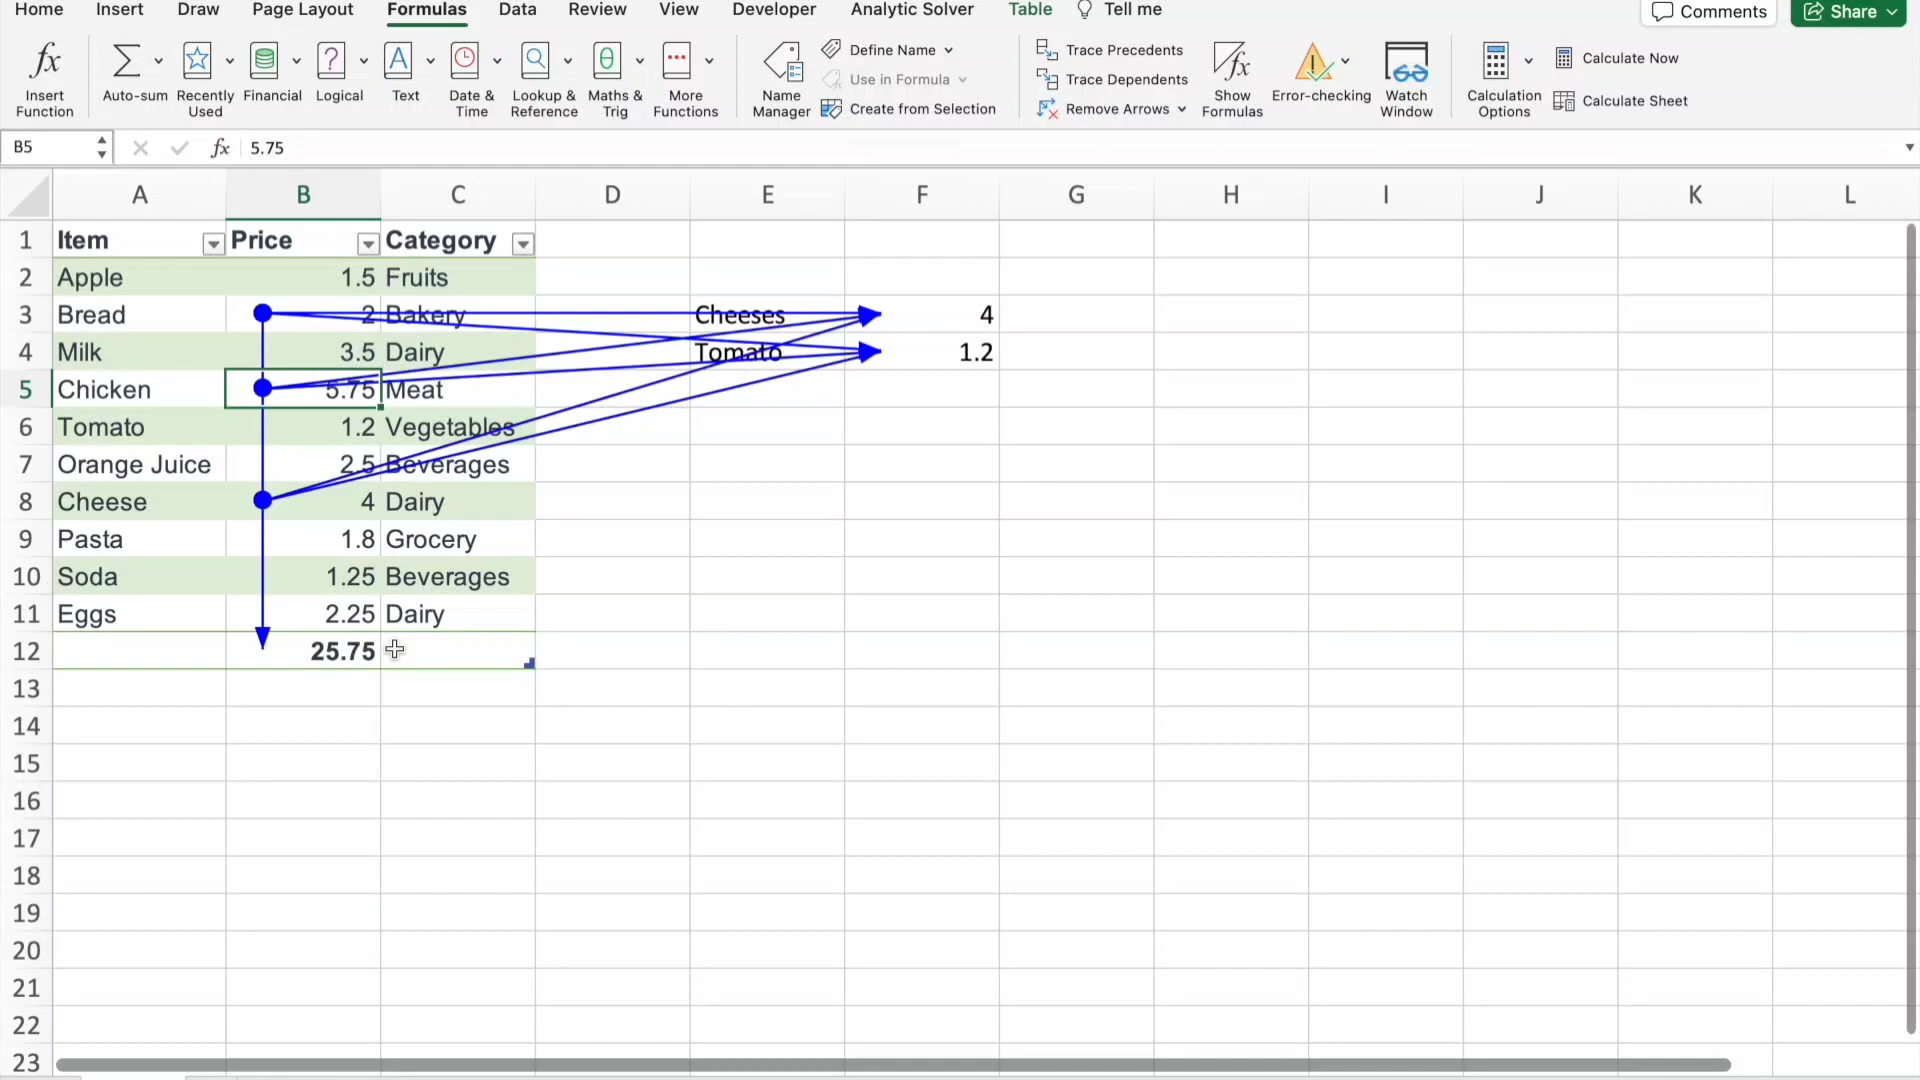 Home Insert Draw Page Layout Formulas Data Review View Developer Analytic Solver Table Tell me Comments Share
Insert Function
Auto-sum
Recently Used
Financial
Logical
Text
Date & Time
Lookup & Reference
Maths & Trig
More Functions
Name Manager
Define Name
Use in Formula
Create from Selection
Trace Precedents
Trace Dependents
Remove Arrows
Show Formulas
Error-checking
Watch Window
Calculation Options
Calculate Now
Calculate Sheet
B5 fx 5.75
A B C D E F G H I J K L
1 Item Price Category
2 Apple 1.5 Fruits
3 Bread 2 Bakery Cheeses 4
4 Milk 3.5 Dairy Tomato 1.2
5 Chicken 5.75 Meat
6 Tomato 1.2 Vegetables
7 Orange Juice 2.5 Beverages
8 Cheese 4 Dairy
9 Pasta 1.8 Grocery
10 Soda 1.25 Beverages
11 Eggs 2.25 Dairy
12 25.75
13
14
15
16
17
18
19
20
21
22
23